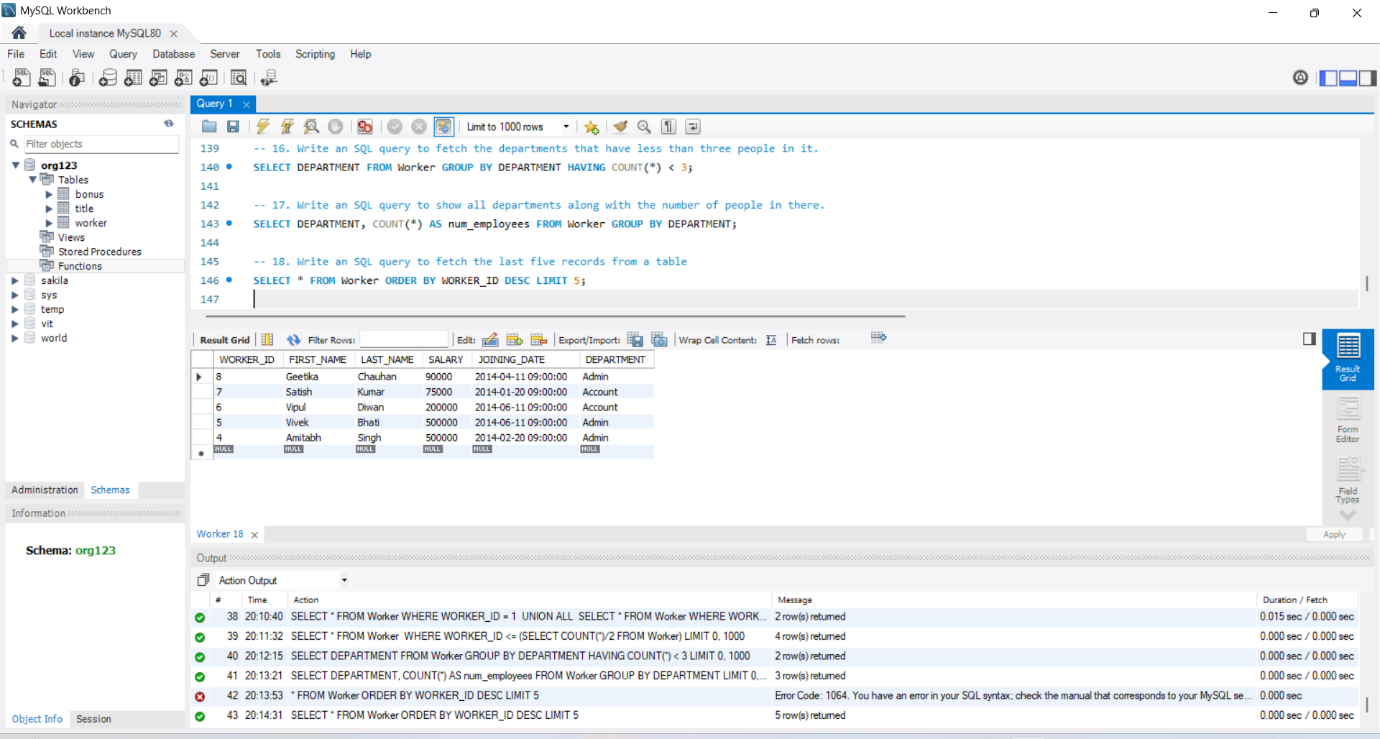 MySQL Workbench
Local instance MySQL80
File Edit View Query Database Server Tools Scripting Help
Navigator
SCHEMAS
Filter objects
org123
Tables
bonus
title
worker
Views
Stored Procedures
Functions
sakila
sys
temp
vit
world
Administration Schemas
Information
Schema: org123
Object Info Session
Query 1
Limit to 1000 rows
139 -- 16. Write an SQL query to fetch the departments that have less than three people in it.
140 SELECT DEPARTMENT FROM Worker GROUP BY DEPARTMENT HAVING COUNT(*) < 3;
141
142 -- 17. Write an SQL query to show all departments along with the number of people in there.
143 SELECT DEPARTMENT, COUNT(*) AS num_employees FROM Worker GROUP BY DEPARTMENT;
144
145 -- 18. Write an SQL query to fetch the last five records from a table
146 SELECT * FROM Worker ORDER BY WORKER_ID DESC LIMIT 5;
147
Result Grid Filter Rows: Edit: Export/Import: Wrap Cell Content: Fetch rows:
WORKER_ID FIRST_NAME LAST_NAME SALARY JOINING_DATE DEPARTMENT
8 Geetika Chauhan 90000 2014-04-11 09:00:00 Admin
7 Satish Kumar 75000 2014-01-20 09:00:00 Account
6 Vipul Diwan 200000 2014-06-11 09:00:00 Account
5 Vivek Bhati 500000 2014-06-11 09:00:00 Admin
4 Amitabh Singh 500000 2014-02-20 09:00:00 Admin
NULL NULL NULL NULL NULL NULL
Result Grid
Form Editor
Field Types
Worker 18
Apply
Output
Action Output
# Time Action Message Duration / Fetch
38 20:10:40 SELECT * FROM Worker WHERE WORKER_ID = 1 UNION ALL SELECT * FROM Worker WHERE WORK... 2 row(s) returned 0.015 sec / 0.000 sec
39 20:11:32 SELECT * FROM Worker WHERE WORKER_ID <= (SELECT COUNT(*)/2 FROM Worker) LIMIT 0, 1000 4 row(s) returned 0.000 sec / 0.000 sec
40 20:12:15 SELECT DEPARTMENT FROM Worker GROUP BY DEPARTMENT HAVING COUNT(*) < 3 LIMIT 0, 1000 2 row(s) returned 0.000 sec / 0.000 sec
41 20:13:21 SELECT DEPARTMENT, COUNT(*) AS num_employees FROM Worker GROUP BY DEPARTMENT LIMIT 0,... 3 row(s) returned 0.000 sec / 0.000 sec
42 20:13:53 * FROM Worker ORDER BY WORKER_ID DESC LIMIT 5 Error Code: 1064. You have an error in your SQL syntax; check the manual that corresponds to your MySQL se... 0.000 sec
43 20:14:31 SELECT * FROM Worker ORDER BY WORKER_ID DESC LIMIT 5 5 row(s) returned 0.000 sec / 0.000 sec